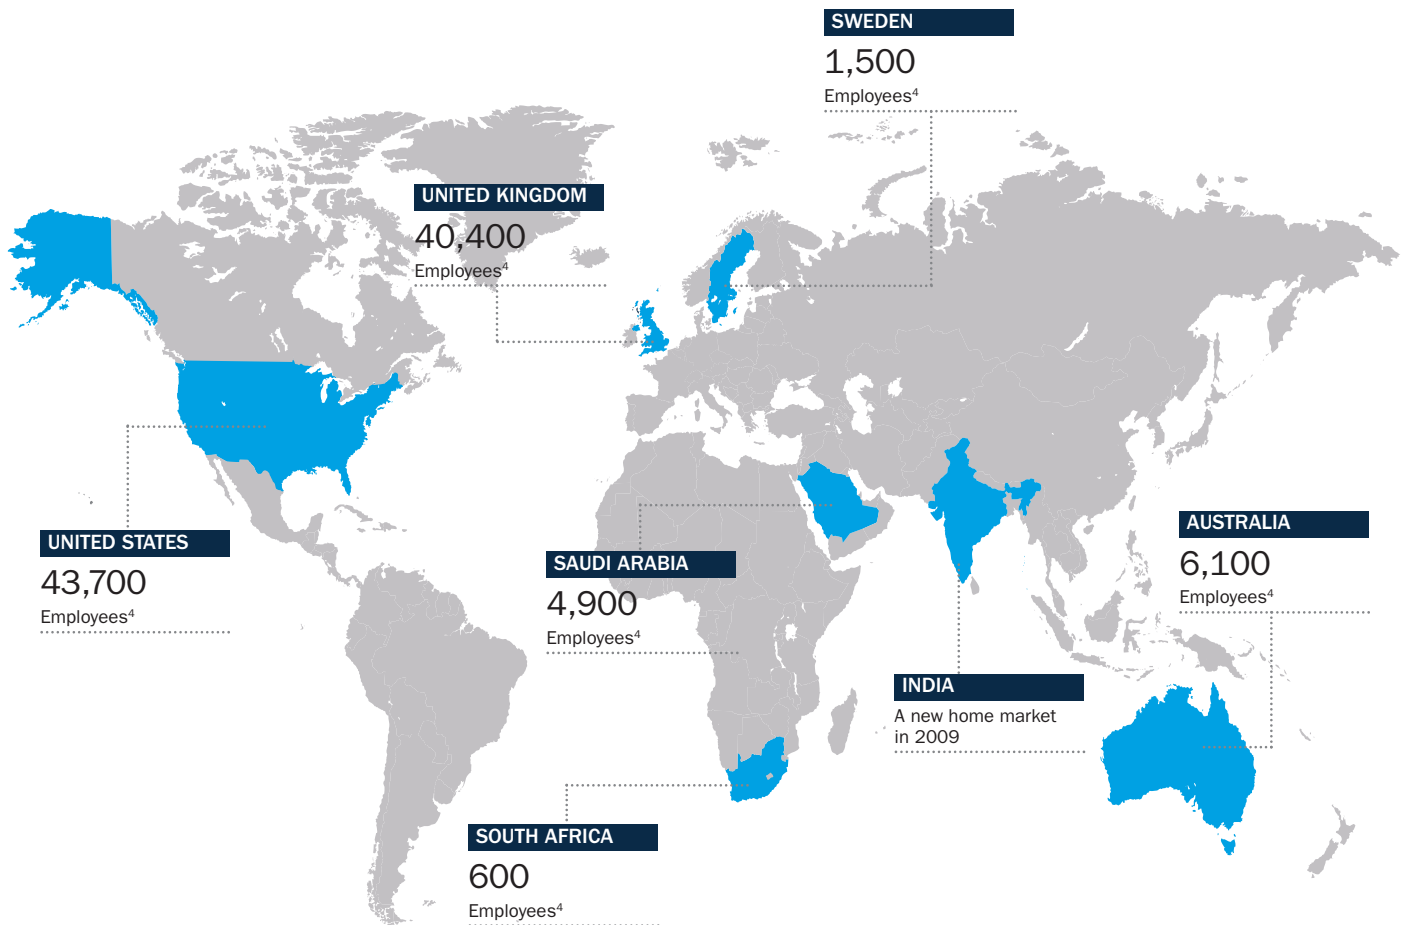 SWEDEN
1,500
Employees⁴
UNITED KINGDOM
40,400
Employees⁴
UNITED STATES
43,700
Employees⁴
SAUDI ARABIA
4,900
Employees⁴
AUSTRALIA
6,100
Employees⁴
INDIA
A new home market
in 2009
SOUTH AFRICA
600
Employees⁴